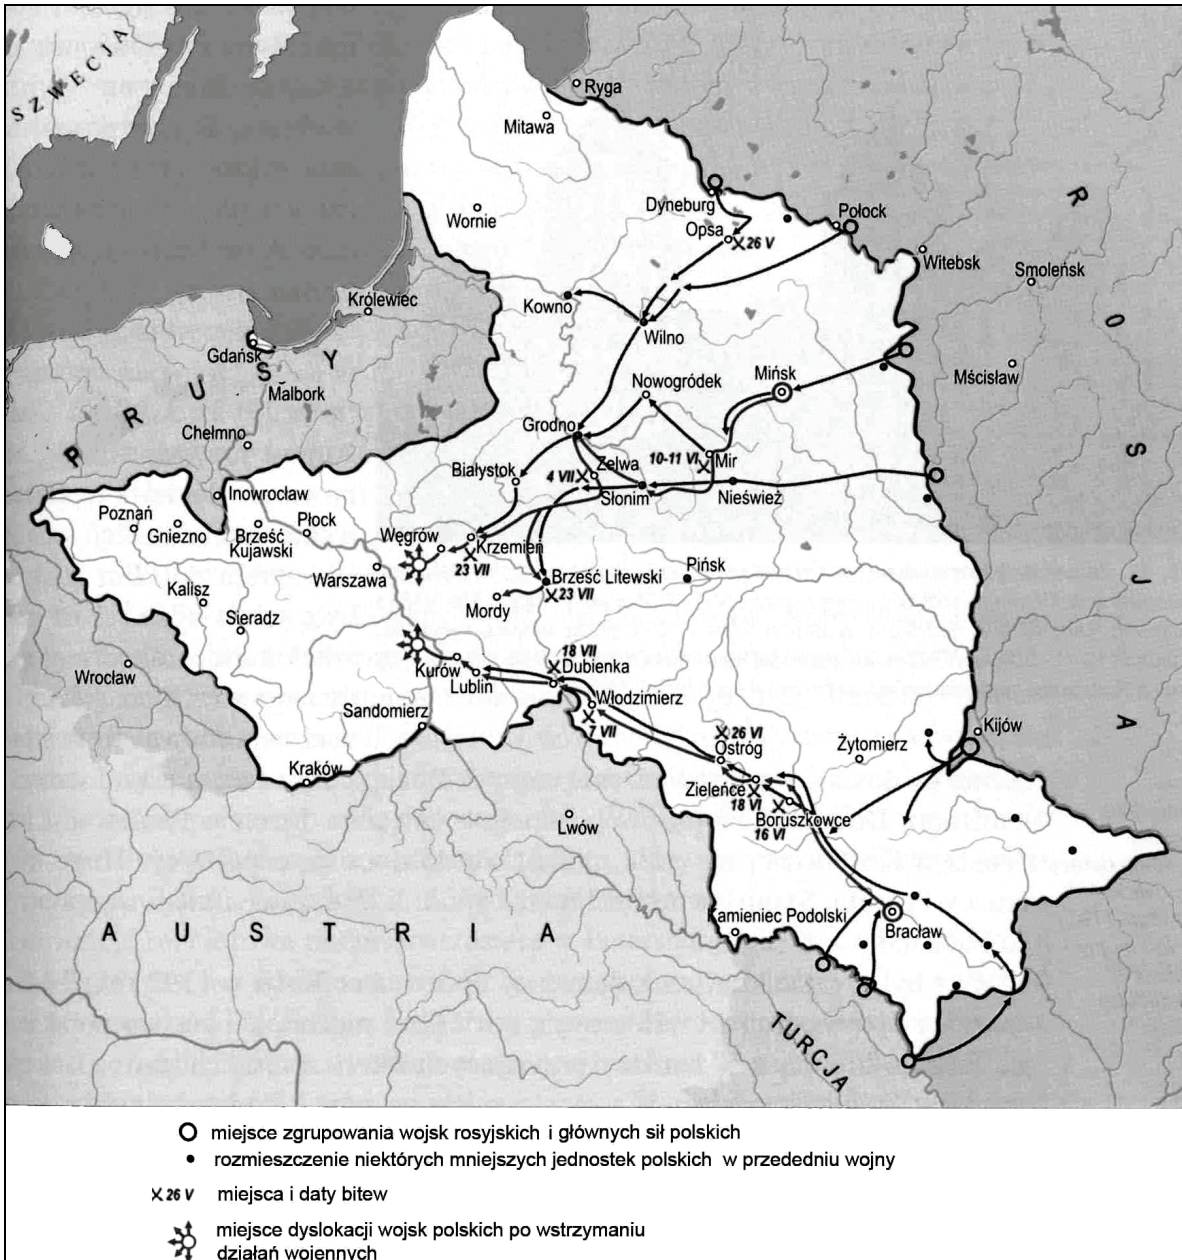 SZWECJA
Ryga
Mitawa
Wornie
Dyneburg
Połock
Opsa
26 V
Witebsk
Smoleńsk
R O S J A
Królewiec
Kowno
Wilno
Gdańsk
P R U S Y
Malbork
Nowogródek
Mińsk
Mścisław
Chełmno
Grodno
Białystok
4 VII
Zelwa
10-11 VI
Mir
Słonim
Nieśwież
Inowrocław
Poznań
Gniezno
Brześć
Kujawski
Płock
Węgrów
Krzemień
23 VII
Warszawa
Brześć Litewski
23 VII
Pińsk
Kalisz
Mordy
Sieradz
18 VII
Dubienka
Wrocław
Kurów
Lublin
Włodzimierz
7 VII
Sandomierz
26 VI
Ostróg
Żytomierz
Kijów
Kraków
Zieleńce
18 VI
Boruszkowce
16 VI
Lwów
Kamieniec Podolski
Bracław
A U S T R I A
TURCJA
miejsce zgrupowania wojsk rosyjskich i głównych sił polskich
rozmieszczenie niektórych mniejszych jednostek polskich w przededniu wojny
26 V miejsca i daty bitew
miejsce dyslokacji wojsk polskich po wstrzymaniu
działań wojennych